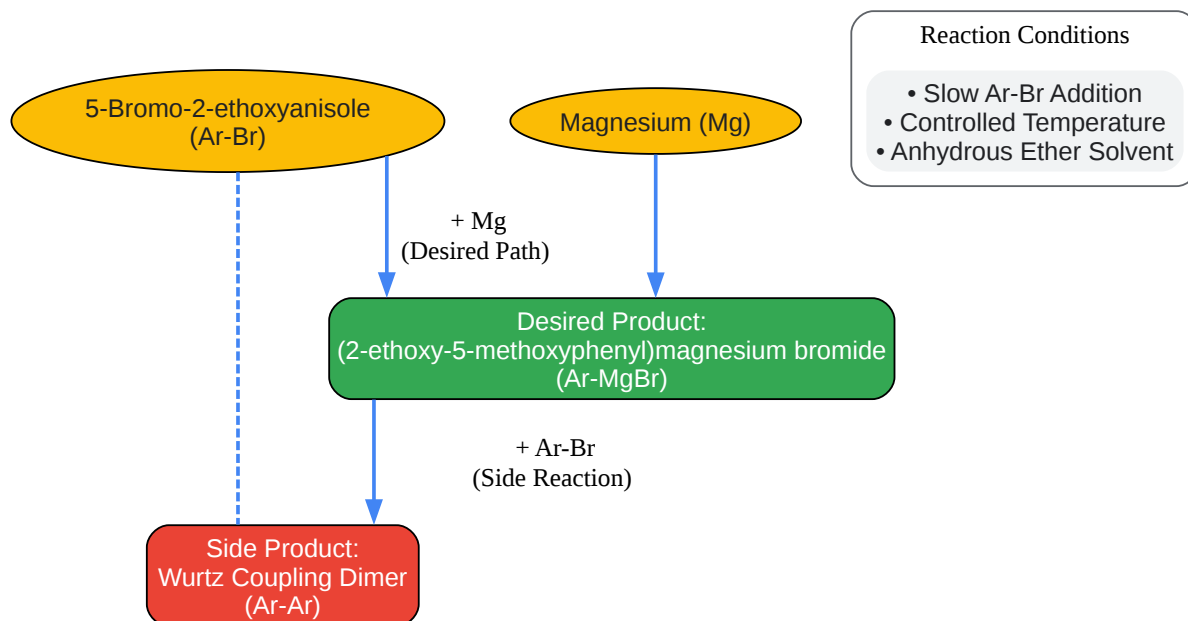 Reaction Conditions
• Slow Ar-Br Addition
• Controlled Temperature
• Anhydrous Ether Solvent
5-Bromo-2-ethoxyanisole
(Ar-Br)
Magnesium (Mg)
+ Mg
(Desired Path)
Desired Product:
(2-ethoxy-5-methoxyphenyl)magnesium bromide
(Ar-MgBr)
+ Ar-Br
(Side Reaction)
Side Product:
Wurtz Coupling Dimer
(Ar-Ar)